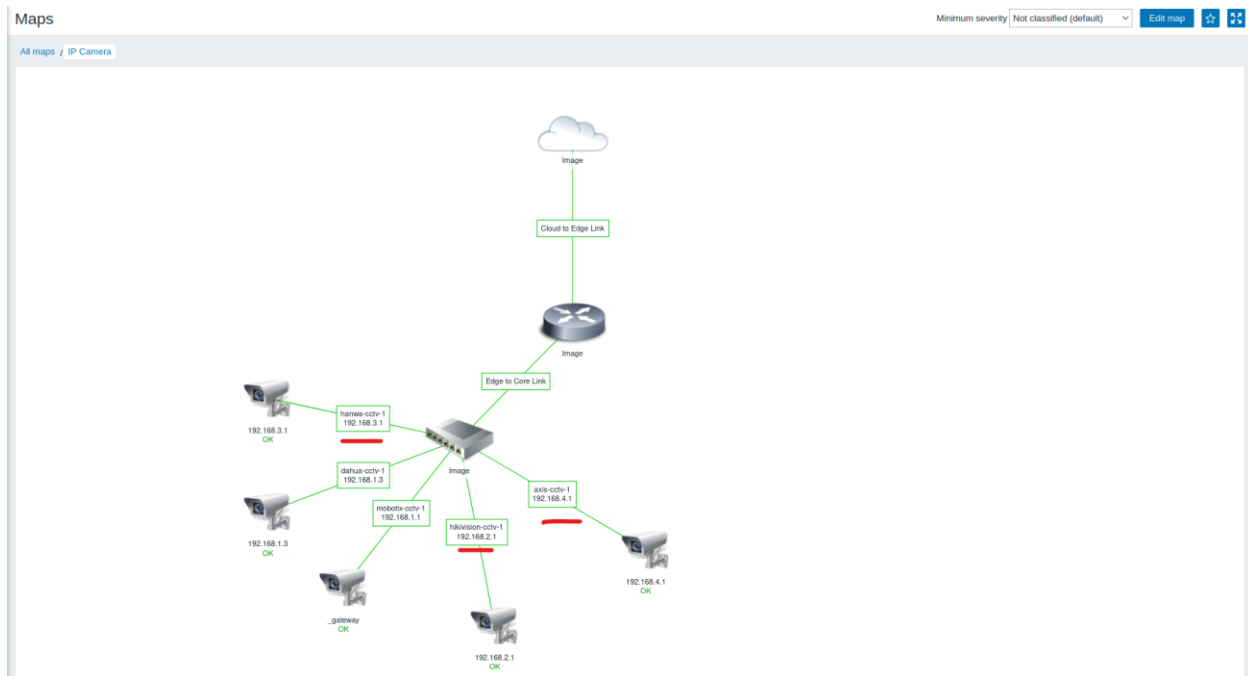 Maps
Minimum severity Not classified (default) Edit map
All maps / IP Camera
Image
Cloud to Edge Link
Image
Edge to Core Link
hanwa-cctv-1
192.168.3.1
192.168.3.1
OK
Image
dahua-cctv-1
192.168.1.3
axis-cctv-1
192.168.4.1
mobotix-cctv-1
192.168.1.1
hikivision-cctv-1
192.168.2.1
192.168.1.3
OK
192.168.4.1
OK
_gateway
OK
192.168.2.1
OK